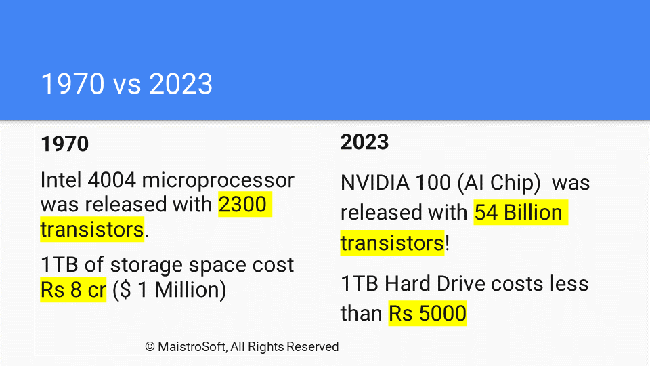 1970 vs 2023
1970
Intel 4004 microprocessor
was released with 2300
transistors.
1TB of storage space cost
Rs 8 cr ($ 1 Million)
2023
NVIDIA 100 (AI Chip) was
released with 54 Billion
transistors!
1TB Hard Drive costs less
than Rs 5000
© MaistroSoft, All Rights Reserved